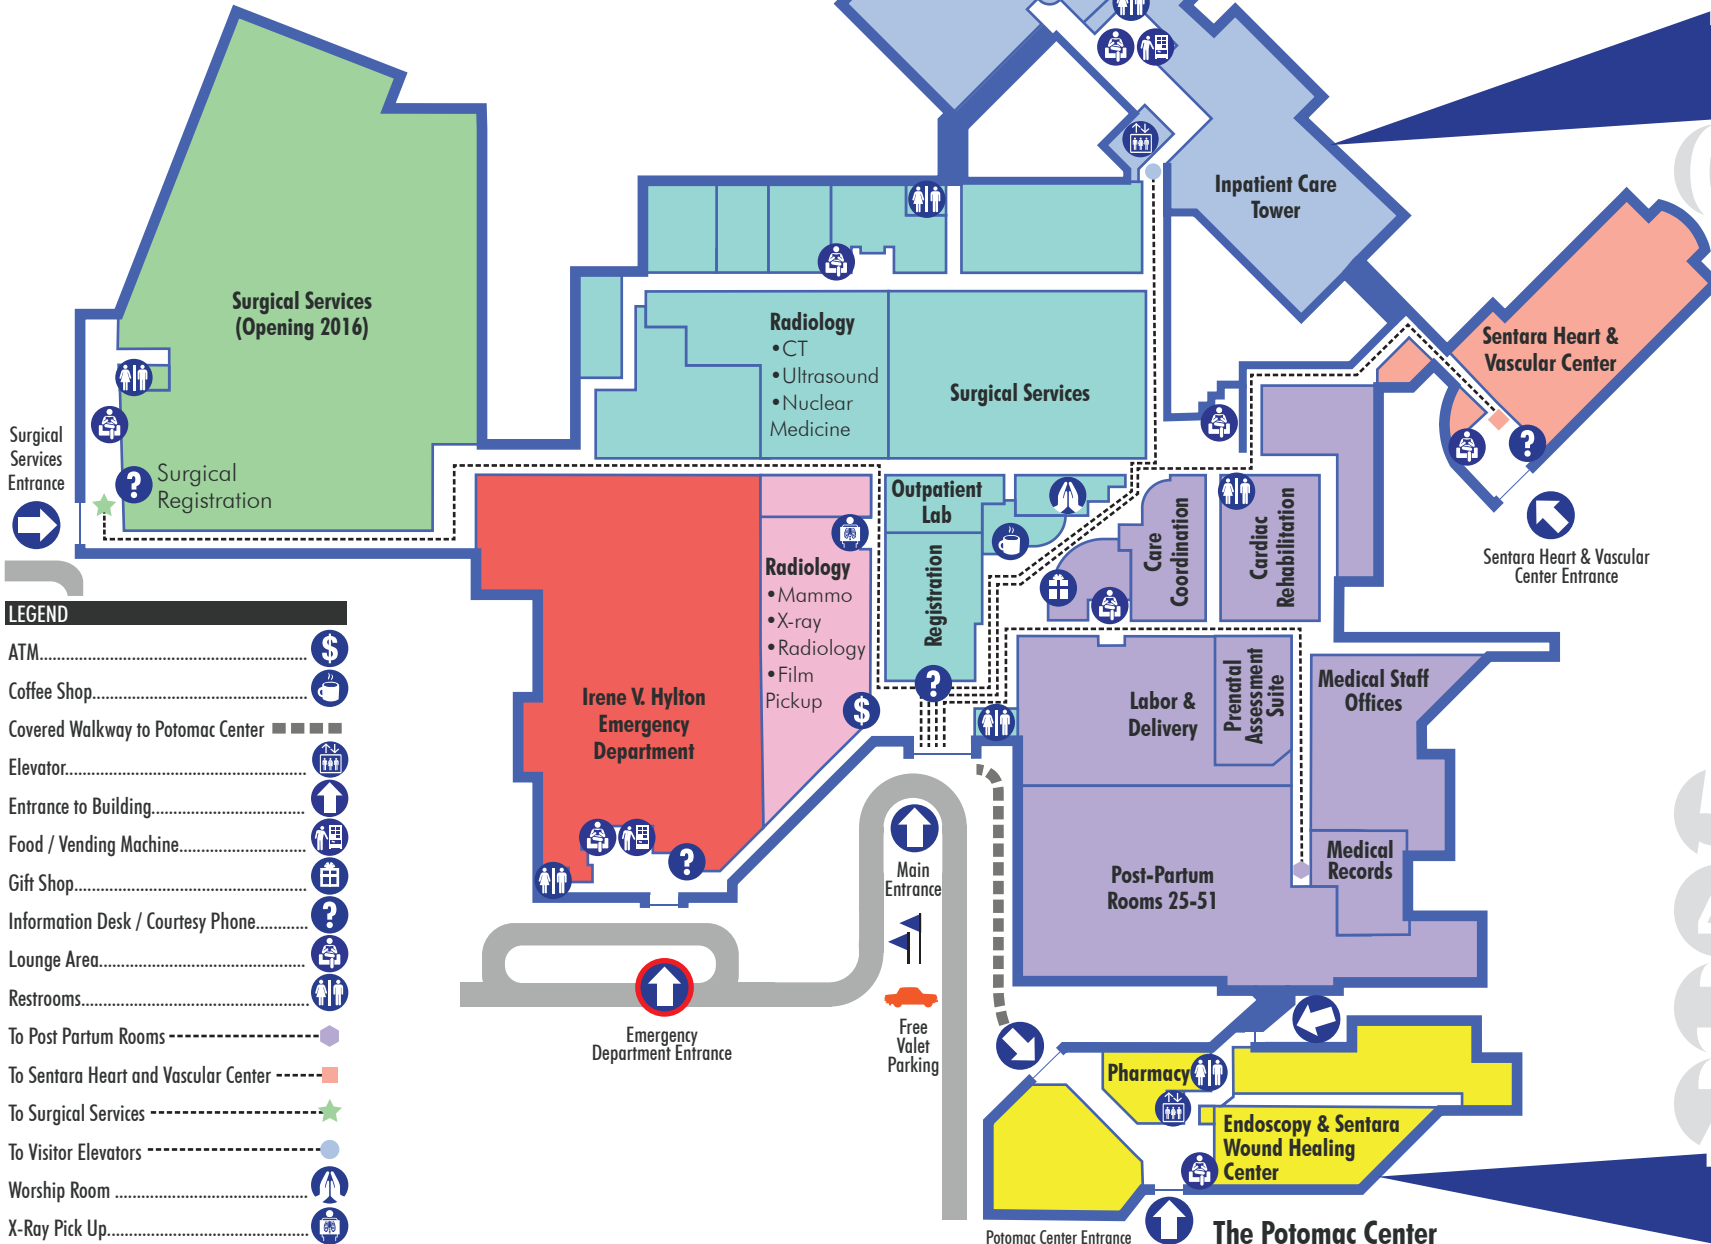 Inpatient Care
Tower
Surgical Services
(Opening 2016)
Radiology
•CT
•Ultrasound
•Nuclear
Medicine
Surgical Services
Sentara Heart &
Vascular Center
Surgical
Services
Entrance
?
Surgical
Registration
?
Outpatient
Lab
Registration
?
Care
Coordination
Cardiac
Rehabilitation
Sentara Heart & Vascular
Center Entrance
Radiology
•Mammo
•X-ray
•Radiology
•Film
Pickup
$
Irene V. Hylton
Emergency
Department
?
Labor &
Delivery
Prenatal
Assessment
Suite
Medical Staff
Offices
Medical
Records
Post-Partum
Rooms 25-51
Main
Entrance
Emergency
Department Entrance
Free
Valet
Parking
Pharmacy
Endoscopy & Sentara
Wound Healing
Center
Potomac Center Entrance
The Potomac Center
LEGEND
ATM $
Coffee Shop
Covered Walkway to Potomac Center
Elevator
Entrance to Building
Food / Vending Machine
Gift Shop
Information Desk / Courtesy Phone ?
Lounge Area
Restrooms
To Post Partum Rooms
To Sentara Heart and Vascular Center
To Surgical Services
To Visitor Elevators
Worship Room
X-Ray Pick Up